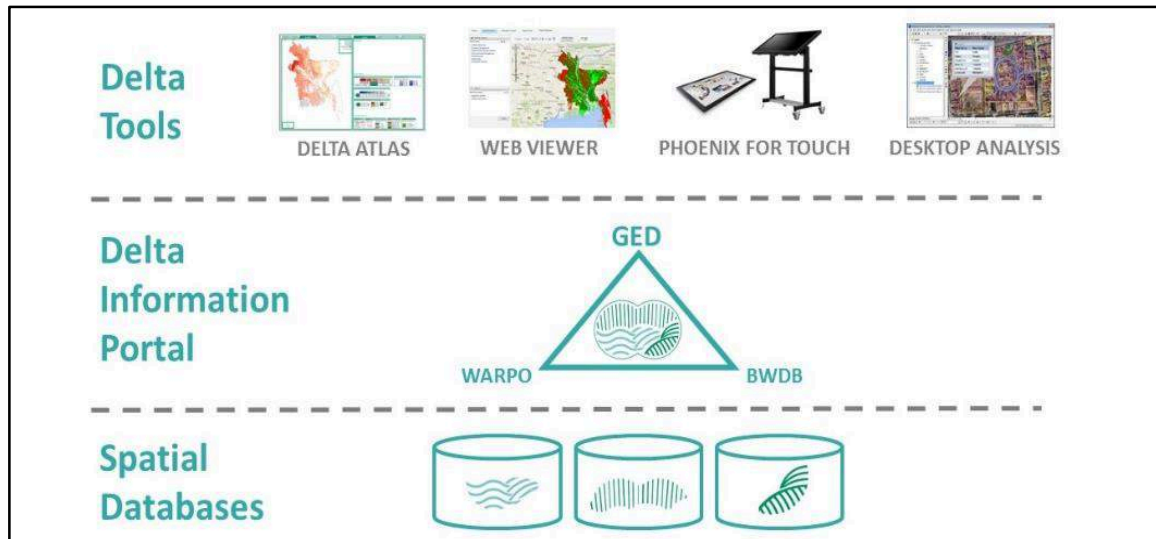 Delta
Tools
DELTA ATLAS
WEB VIEWER
PHOENIX FOR TOUCH
DESKTOP ANALYSIS
Delta
Information
Portal
GED
WARPO
BWDB
Spatial
Databases